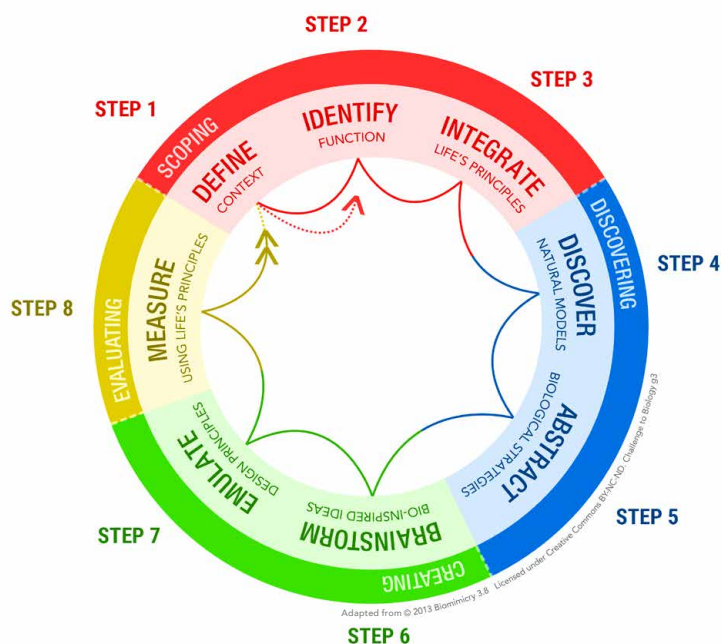 STEP 1
STEP 2
STEP 3
STEP 4
STEP 5
STEP 6
STEP 7
STEP 8
SCOPING
DEFINE
CONTEXT
IDENTIFY
FUNCTION
INTEGRATE
LIFE'S PRINCIPLES
DISCOVERING
DISCOVER
NATURAL MODELS
ABSTRACT
BIOLOGICAL STRATEGIES
CREATING
BRAINSTORM
BIO-INSPIRED IDEAS
EMULATE
DESIGN PRINCIPLES
EVALUATING
MEASURE
USING LIFE'S PRINCIPLES
Adapted from © 2013 Biomimicry 3.8 Licensed under Creative Commons BY-NC-ND. Challenge to Biology g3